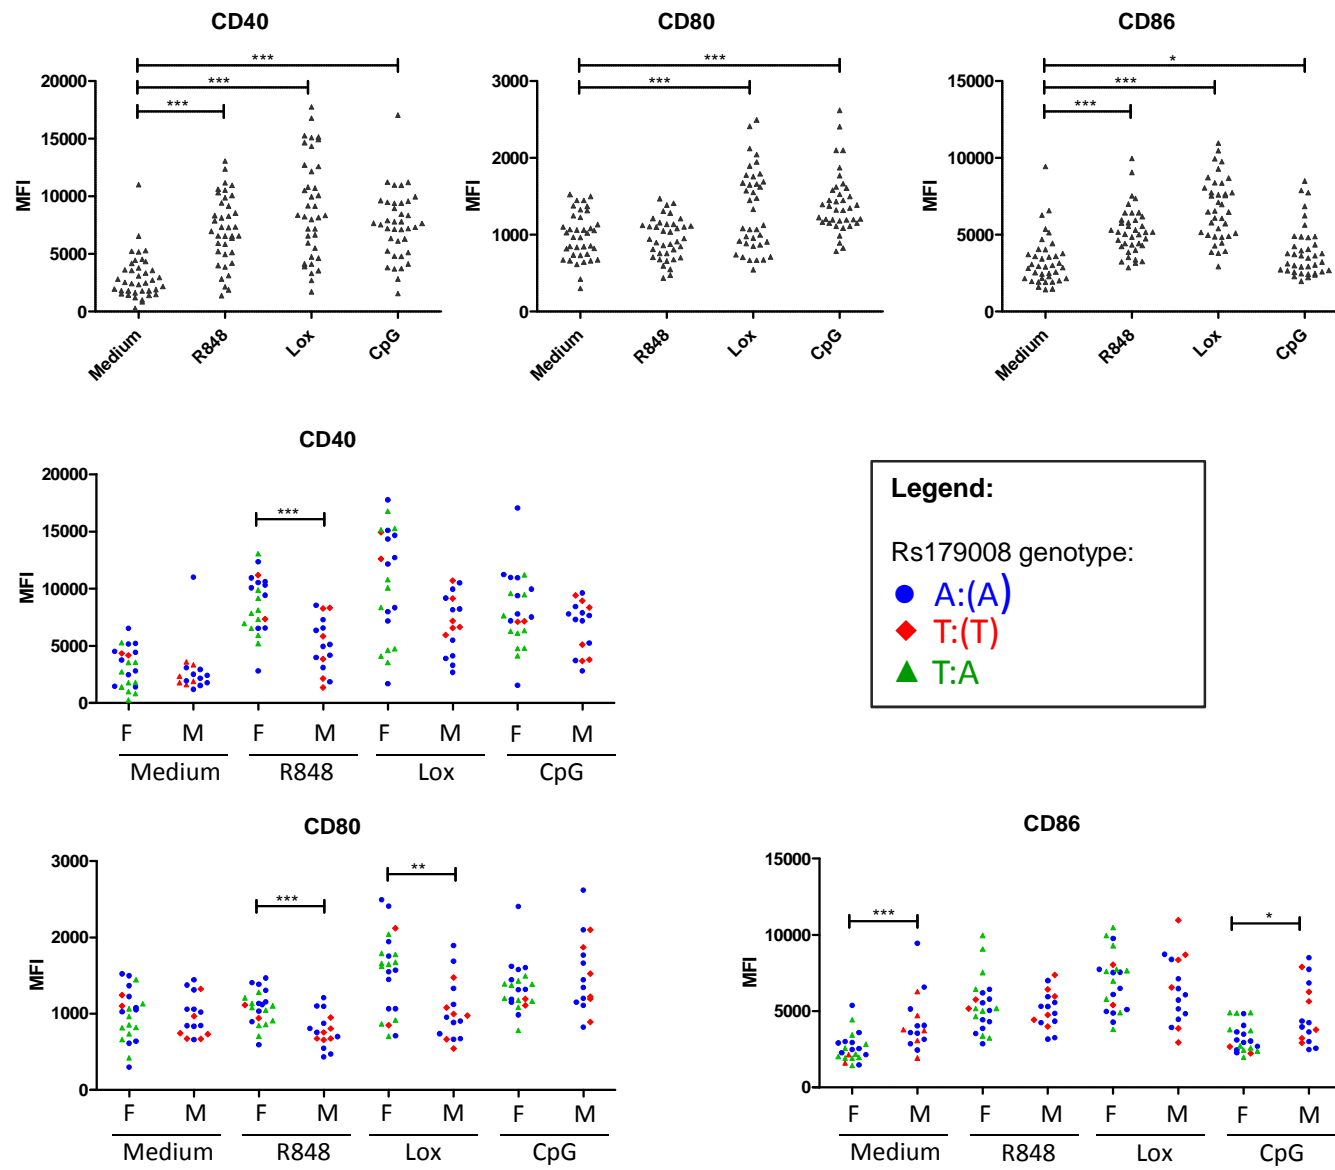 CD40
CD80
CD86
***
***
***
20000
15000
10000
5000
0
MFI
Medium
R848
Lox
CpG
***
***
3000
2000
1000
0
MFI
Medium
R848
Lox
CpG
*
***
***
15000
10000
5000
0
MFI
Medium
R848
Lox
CpG
CD40
***
20000
15000
10000
5000
0
MFI
F M F M F M F M
Medium R848 Lox CpG
Legend:
Rs179008 genotype:
A:(A)
T:(T)
T:A
CD80
***
**
3000
2000
1000
0
MFI
F M F M F M F M
Medium R848 Lox CpG
CD86
***
*
15000
10000
5000
0
MFI
F M F M F M F M
Medium R848 Lox CpG